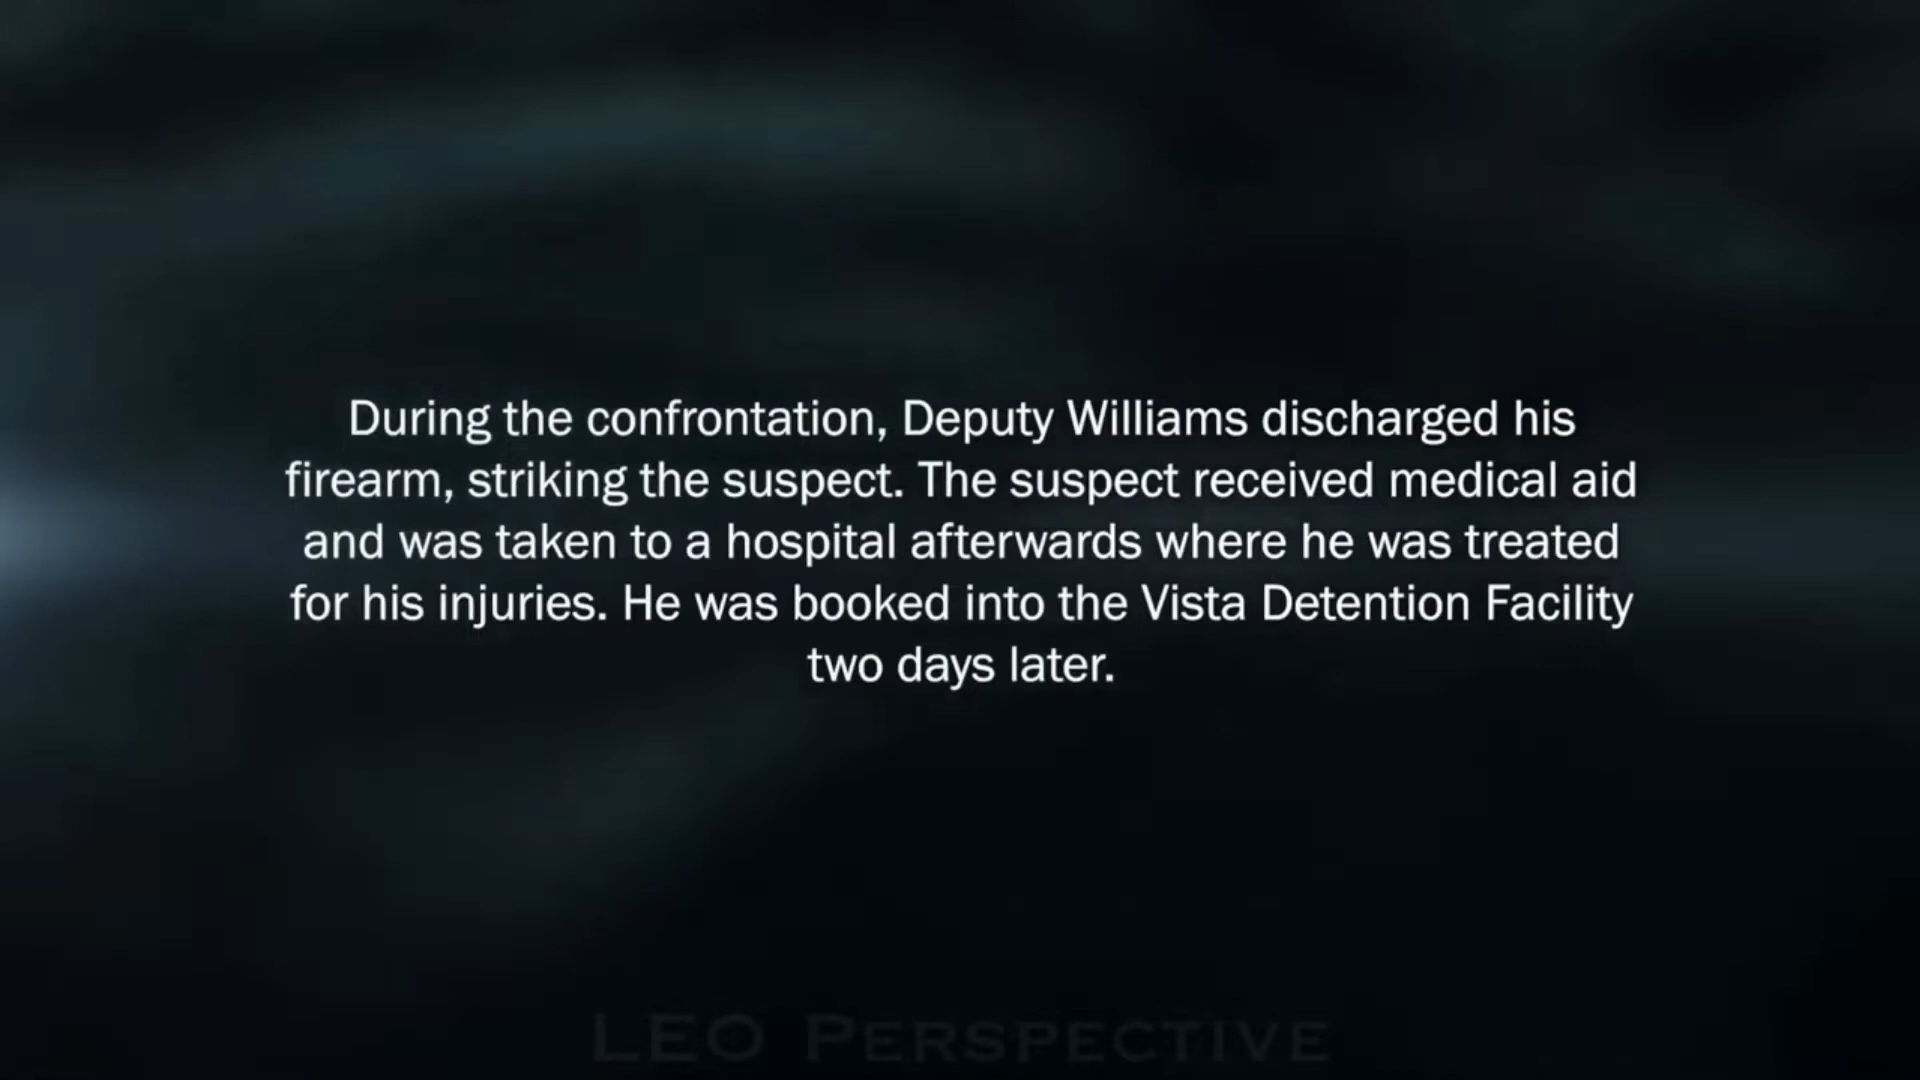 During the confrontation, Deputy Williams discharged his
firearm, striking the suspect. The suspect received medical aid
and was taken to a hospital afterwards where he was treated
for his injuries. He was booked into the Vista Detention Facility
two days later.
LEO PERSPECTIVE